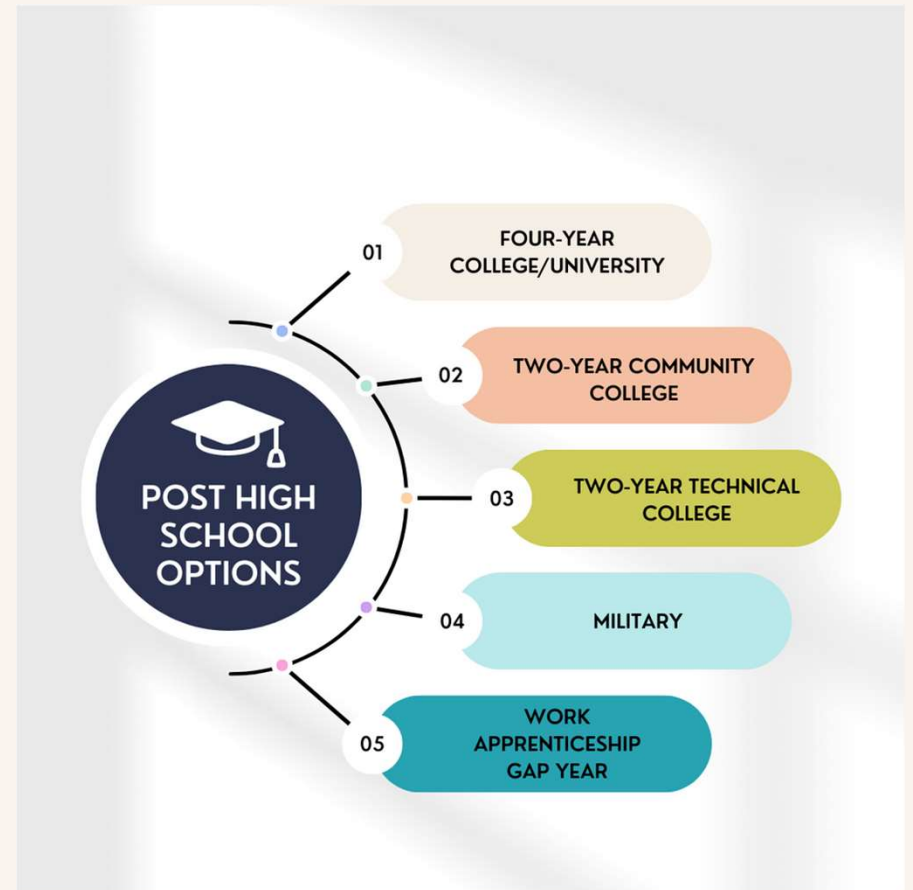 POST HIGH
SCHOOL
OPTIONS
01
FOUR-YEAR
COLLEGE/UNIVERSITY
02
TWO-YEAR COMMUNITY
COLLEGE
03
TWO-YEAR TECHNICAL
COLLEGE
04
MILITARY
05
WORK
APPRENTICESHIP
GAP YEAR